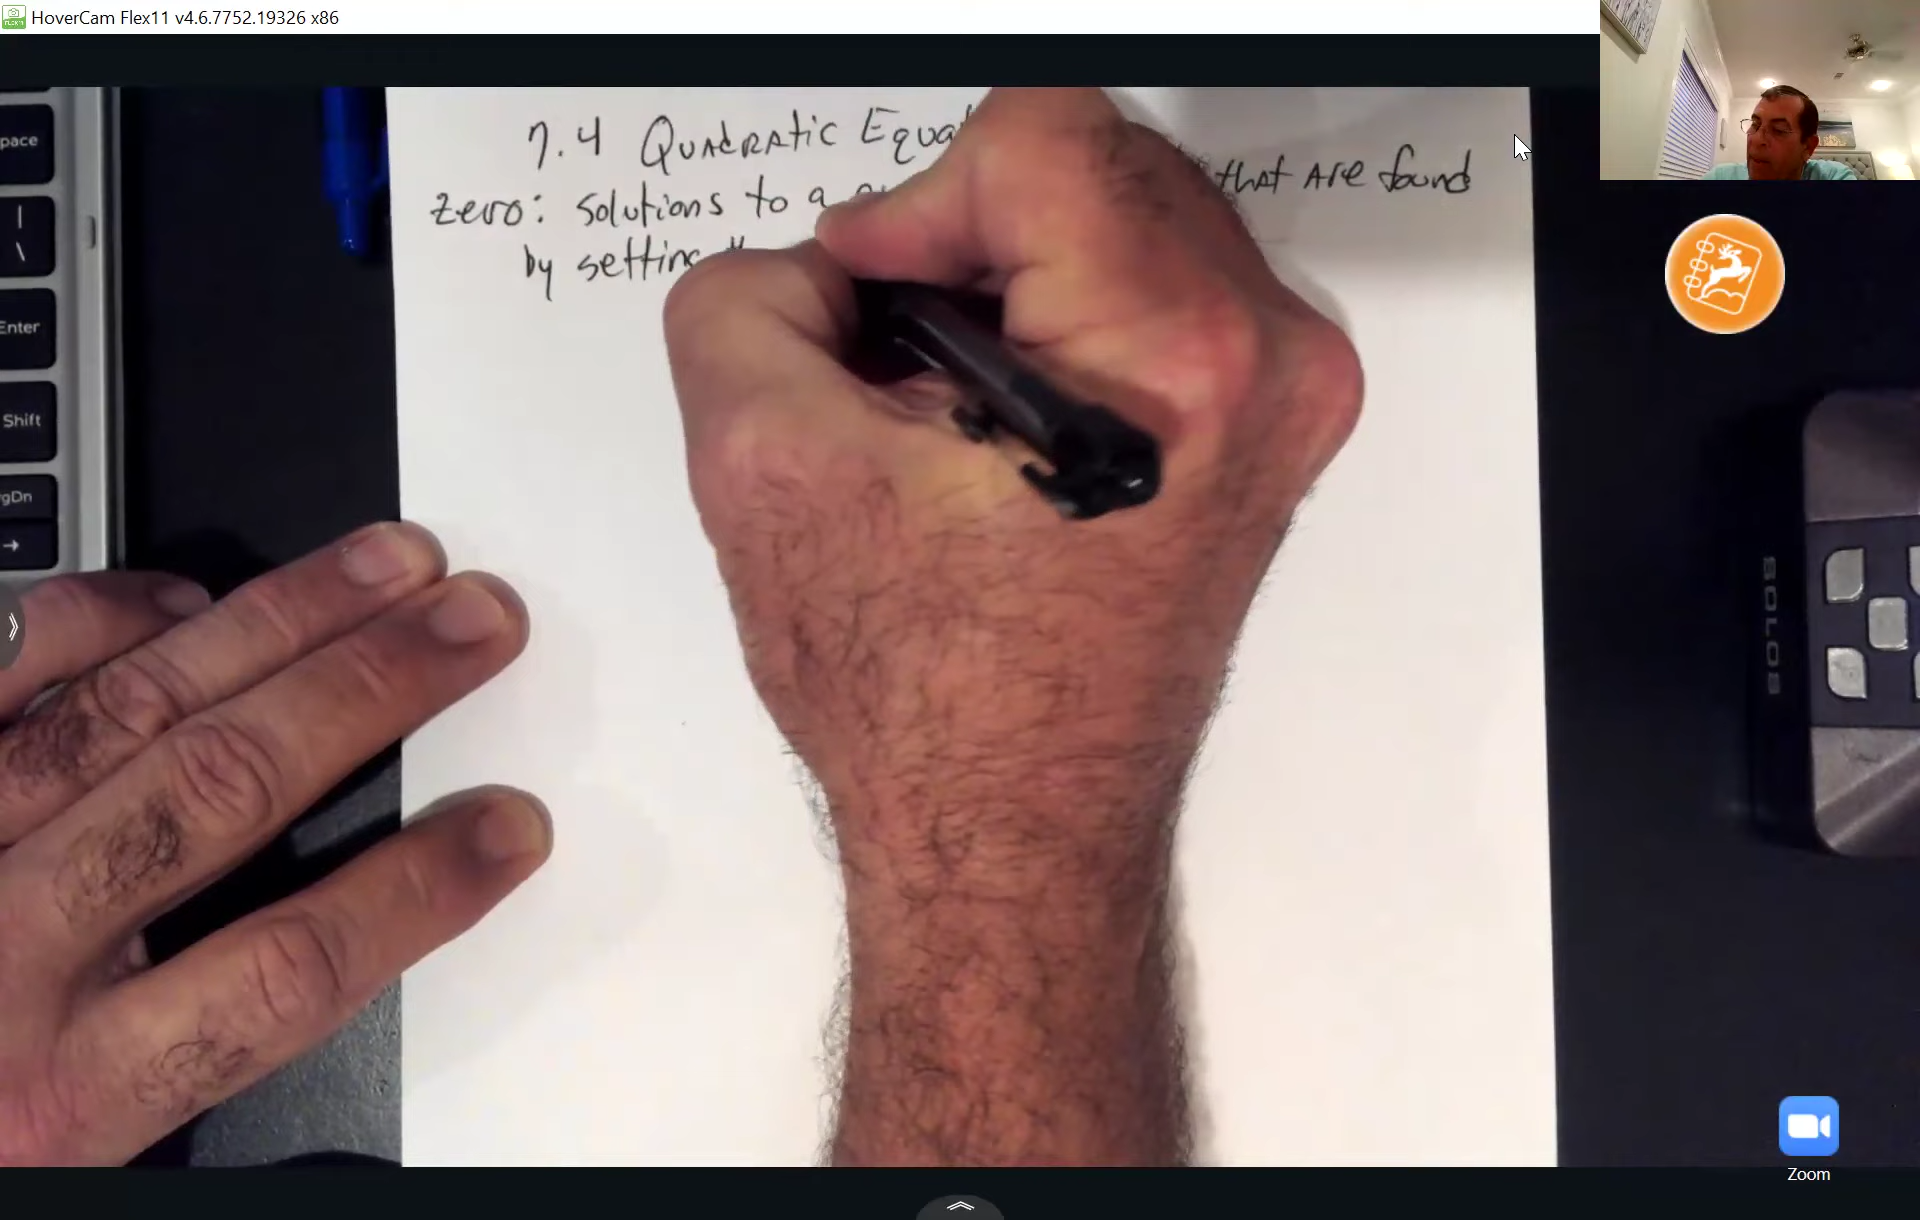 HoverCam Flex11 v4.6.7752.19326 x86
7.4 Quadratic
zero: solutions to a that are found
by setting
pace
|
\
Enter
Shift
gDn
→
SOLOS
Zoom